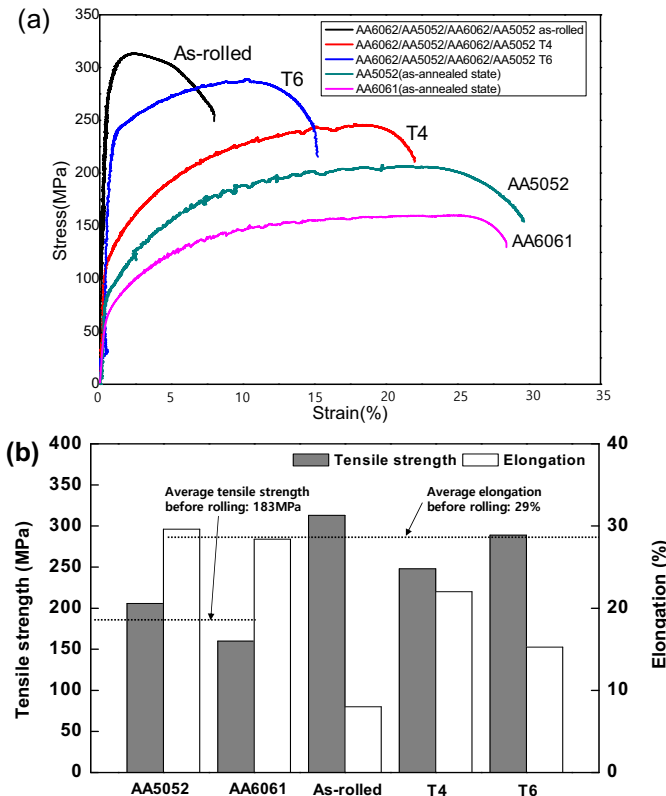 (a)
As-rolled
T6
T4
AA5052
AA6061
AA6062/AA5052/AA6062/AA5052 as-rolled
AA6062/AA5052/AA6062/AA5052 T4
AA6062/AA5052/AA6062/AA5052 T6
AA5052(as-annealed state)
AA6061(as-annealed state)
Stress(MPa)
350
300
250
200
150
100
50
0
0 5 10 15 20 25 30 35
Strain(%)
(b)
Tensile strength Elongation
Average tensile strength
before rolling: 183MPa
Average elongation
before rolling: 29%
Tensile strength (MPa)
400
350
300
250
200
150
100
50
0
40
30
20
10
0
Elongation (%)
AA5052 AA6061 As-rolled T4 T6